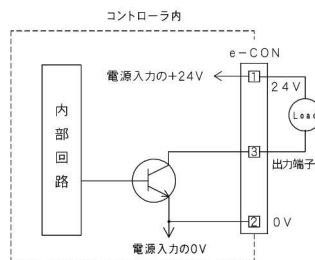 コントローラ内
e-CON
電源入力の+24V
1
24V
内部回路
Load
3
出力端子
2
0V
電源入力の0V